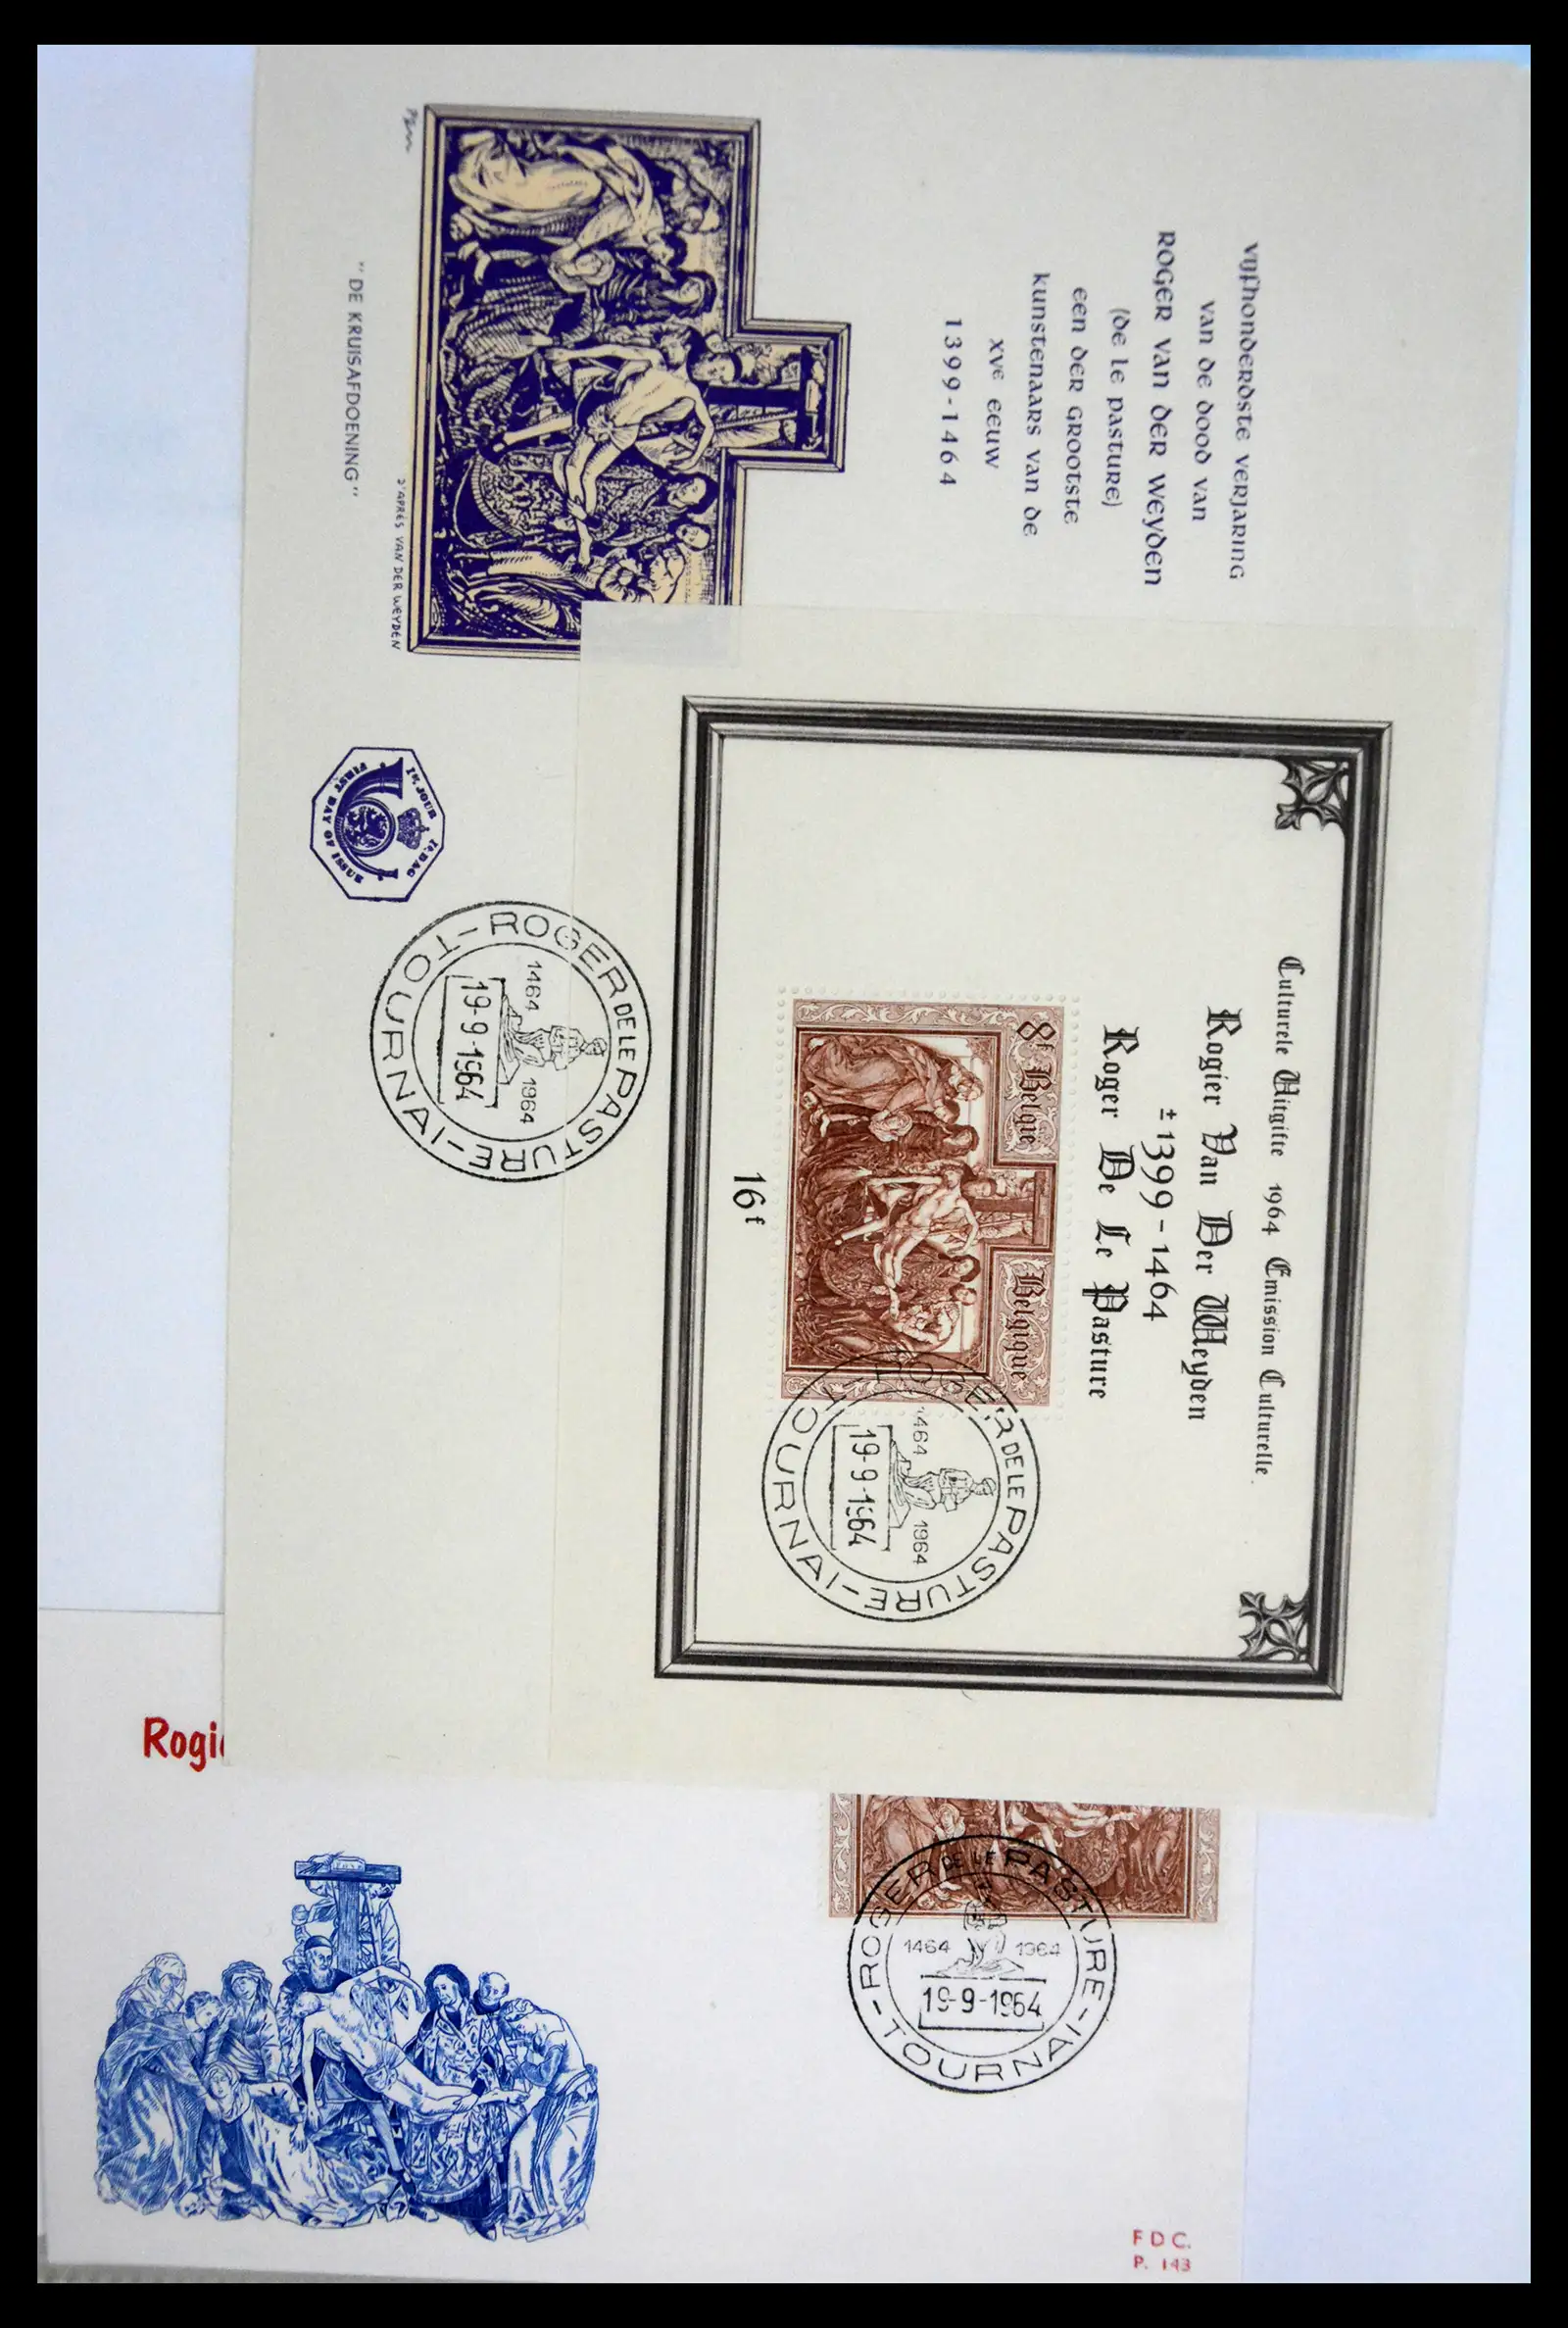 vijfhonderdste verjaring
van de dood van
ROGER van der weyden
(de le pasture)
een der grootste
kunstenaars van de
xve eeuw
1399-1464
"DE KRUISAFDOENING"
D'APRÈS VAN DER WEYDEN
1er JOUR 1e DAG
FIRST DAY OF ISSUE
ROGER DE LE PASTURE
TOURNAI
1464 1964
19-9-1964
Culturele Uitgifte 1964 Emission Culturelle.
Rogier Van Der Weyden
±1399-1464
Roger De Le Pasture
8F België Belgique
16f
ROGER DE LE PASTURE
TOURNAI
1464 1964
19-9-1964
ROGER DE LE PASTURE
TOURNAI
1464 1964
19-9-1964
F D C.
P. 143